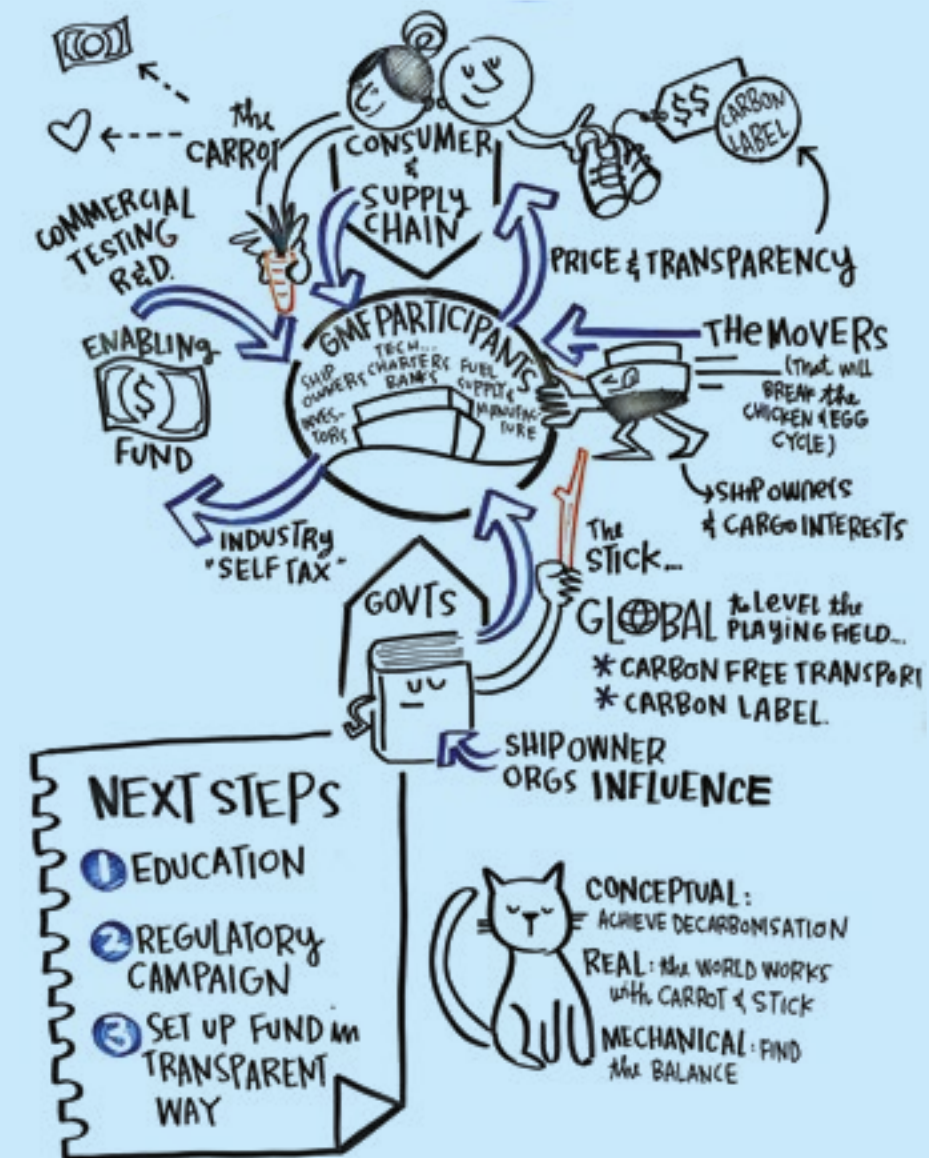 the
CARROT
CONSUMER
&
SUPPLY
CHAIN
$$
CARBON
LABEL
COMMERCIAL
TESTING
R&D.
PRICE & TRANSPARENCY
ENABLING
$
FUND
GMF PARTICIPANTS
SHIP
OWNERS
TECH...
CHARTERS
BANKS
FUEL
SUPPLY &
MANUFAC-
TURE
INVES-
TORS
THE MOVERS
(that will
BREAK the
CHICKEN & EGG
CYCLE)
SHIP OWNERS
& CARGO INTERESTS
INDUSTRY
"SELF TAX"
The
STICK...
GOVTS
GLOBAL to LEVEL the
PLAYING FIELD...
* CARBON FREE TRANSPORT
* CARBON LABEL.
SHIP OWNER
ORGS INFLUENCE
NEXT STEPS
1 EDUCATION
2 REGULATORY
CAMPAIGN
3 SET UP FUND in
TRANSPARENT
WAY
CONCEPTUAL:
ACHIEVE DECARBONISATION
REAL: the WORLD WORKS
with CARROT & STICK
MECHANICAL: FIND
the BALANCE